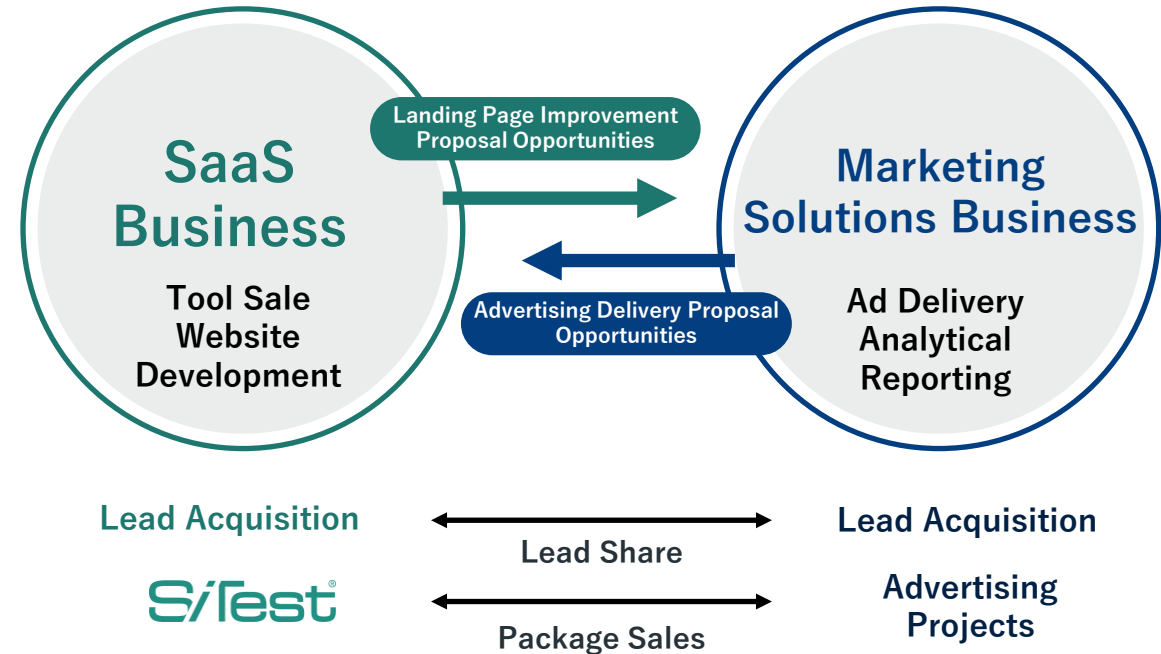 Landing Page Improvement
Proposal Opportunities
SaaS
Business
Tool Sale
Website
Development
Marketing
Solutions Business
Ad Delivery
Analytical
Reporting
Advertising Delivery Proposal
Opportunities
Lead Acquisition
Lead Share
Lead Acquisition
SiTest®
Package Sales
Advertising
Projects